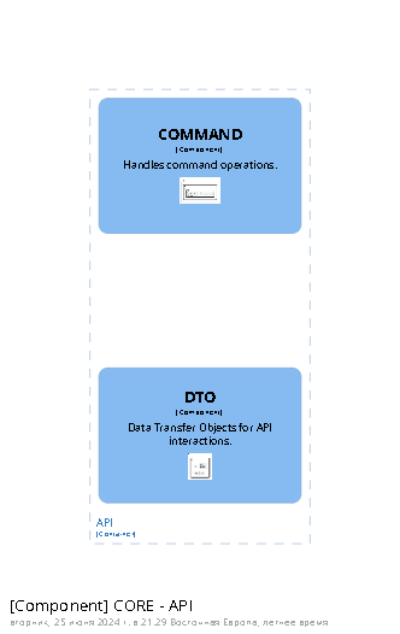 COMMAND
[Component]
Handles command operations.
DTO
[Component]
Data Transfer Objects for API
interactions.
API
[Container]
[Component] CORE - API
вторник, 25 июня 2024 г. в 21:29 Восточная Европа, летнее время